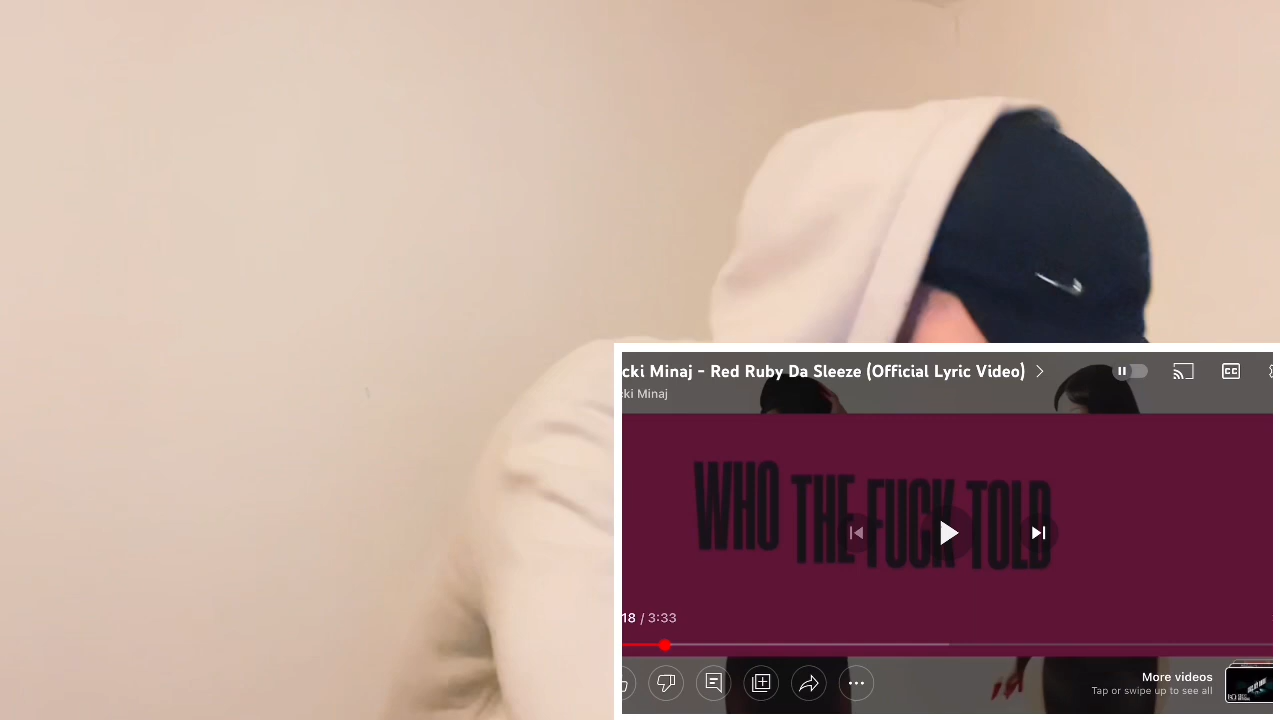 cki Minaj - Red Ruby Da Sleeze (Official Lyric Video)
cki Minaj
CC
WHO THE FUCK TOLD
18 / 3:33
More videos
Tap or swipe up to see all